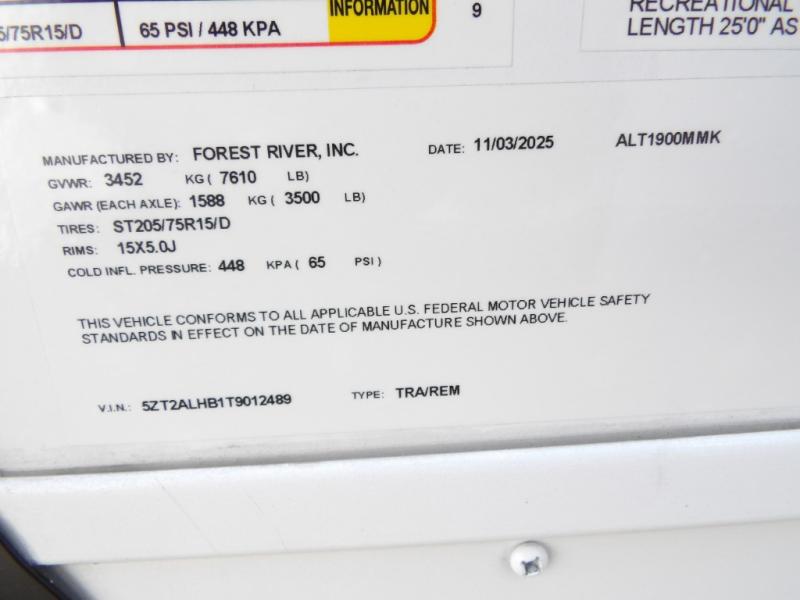 5/75R15/D 65 PSI / 448 KPA INFORMATION 9
RECREATIONAL
LENGTH 25'0" AS
MANUFACTURED BY: FOREST RIVER, INC. DATE: 11/03/2025 ALT1900MMK
GVWR: 3452 KG ( 7610 LB)
GAWR (EACH AXLE): 1588 KG ( 3500 LB)
TIRES: ST205/75R15/D
RIMS: 15X5.0J
COLD INFL. PRESSURE: 448 KPA ( 65 PSI )
THIS VEHICLE CONFORMS TO ALL APPLICABLE U.S. FEDERAL MOTOR VEHICLE SAFETY
STANDARDS IN EFFECT ON THE DATE OF MANUFACTURE SHOWN ABOVE.
V.I.N.: 5ZT2ALHB1T9012489 TYPE: TRA/REM